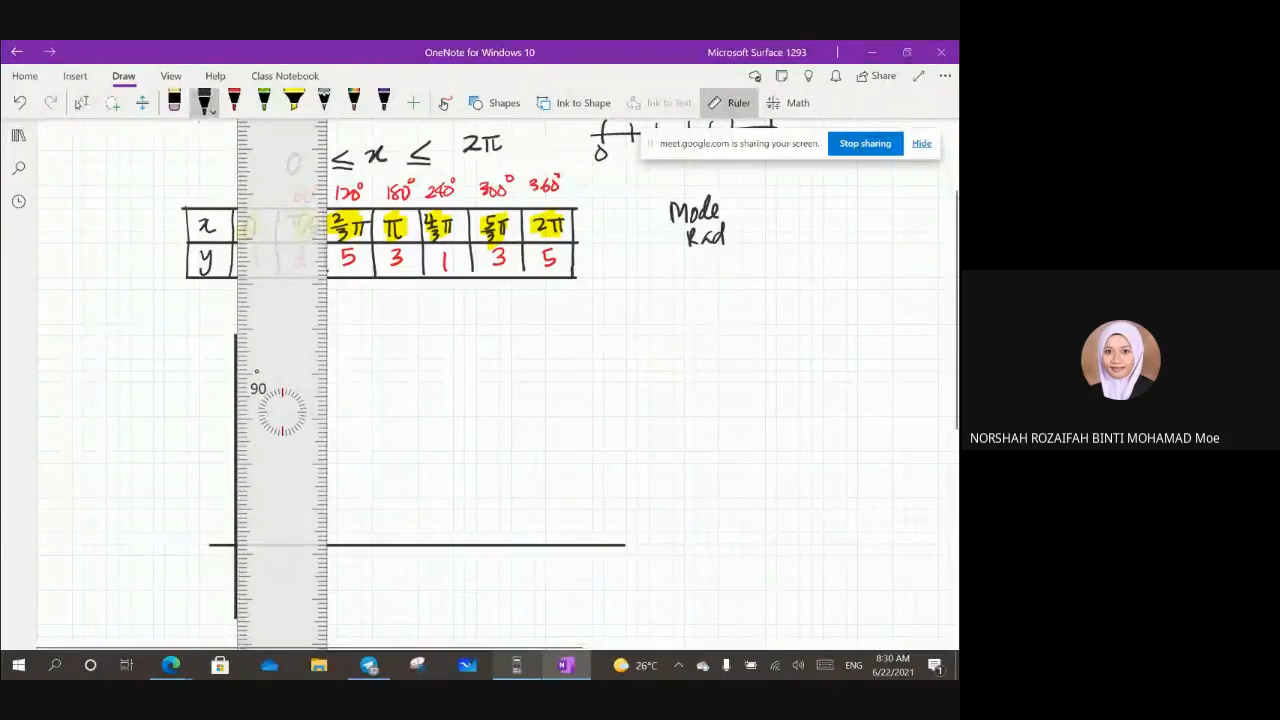 OneNote for Windows 10
Microsoft Surface 1293
Home Insert Draw View Help Class Notebook
Share
Shapes Ink to Shape Ink to Text Ruler Math
meet.google.com is sharing your screen. Stop sharing Hide
0 ≤ x ≤ 2π
0
120° 180° 240° 300° 360°
x 2/3π π 4/3π 5/3π 2π
y 5 3 1 3 5
Mode
Rad
90°
NORSHAH ROZAIFAH BINTI MOHAMAD Moe
26°C
ENG
8:30 AM
6/22/2021
1